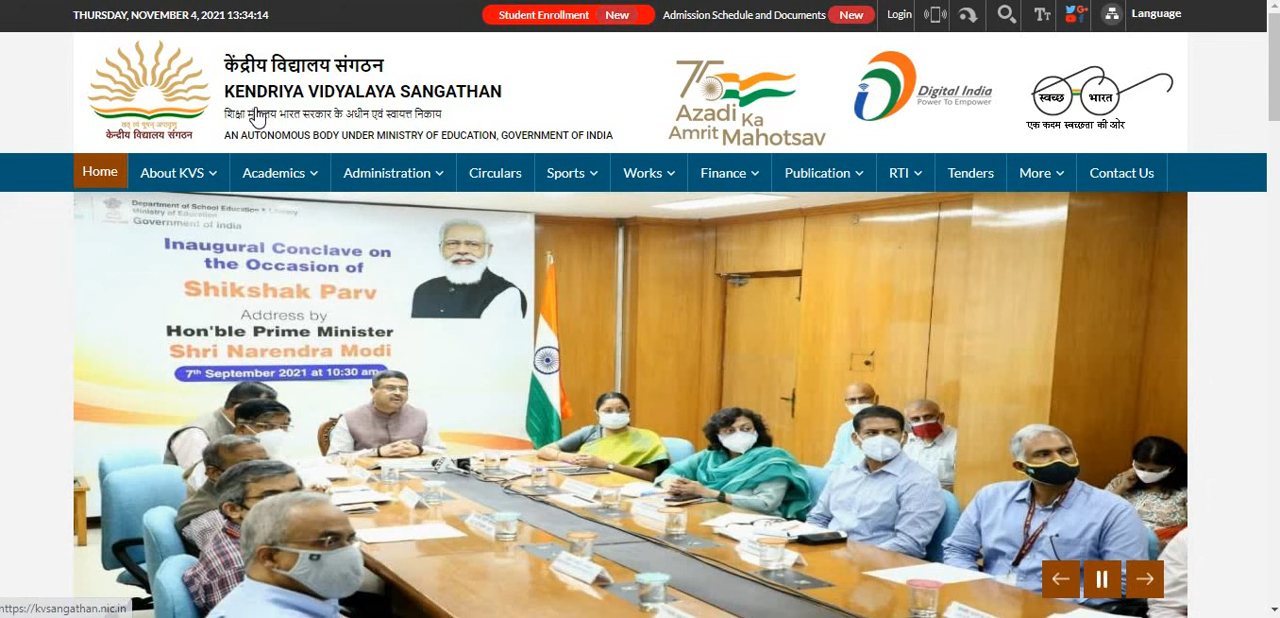 THURSDAY, NOVEMBER 4, 2021 13:34:14
Student Enrollment New Admission Schedule and Documents New Login Language
केंद्रीय विद्यालय संगठन
KENDRIYA VIDYALAYA SANGATHAN
शिक्षा भारत सरकार के अधीन एवं स्वायत्त निकाय
AN AUTONOMOUS BODY UNDER MINISTRY OF EDUCATION, GOVERNMENT OF INDIA
केन्द्रीय विद्यालय संगठन
75
Azadi Ka
Amrit Mahotsav
Digital India
Power To Empower
स्वच्छ भारत
एक कदम स्वच्छता की ओर
Home About KVS Academics Administration Circulars Sports Works Finance Publication RTI Tenders More Contact Us
Department of School Education & Literacy
Ministry of Education
Government of India
Inaugural Conclave on
the Occasion of
Shikshak Parv
Address by
Hon'ble Prime Minister
Shri Narendra Modi
7th September 2021 at 10:30 am
https://kvsangathan.nic.in